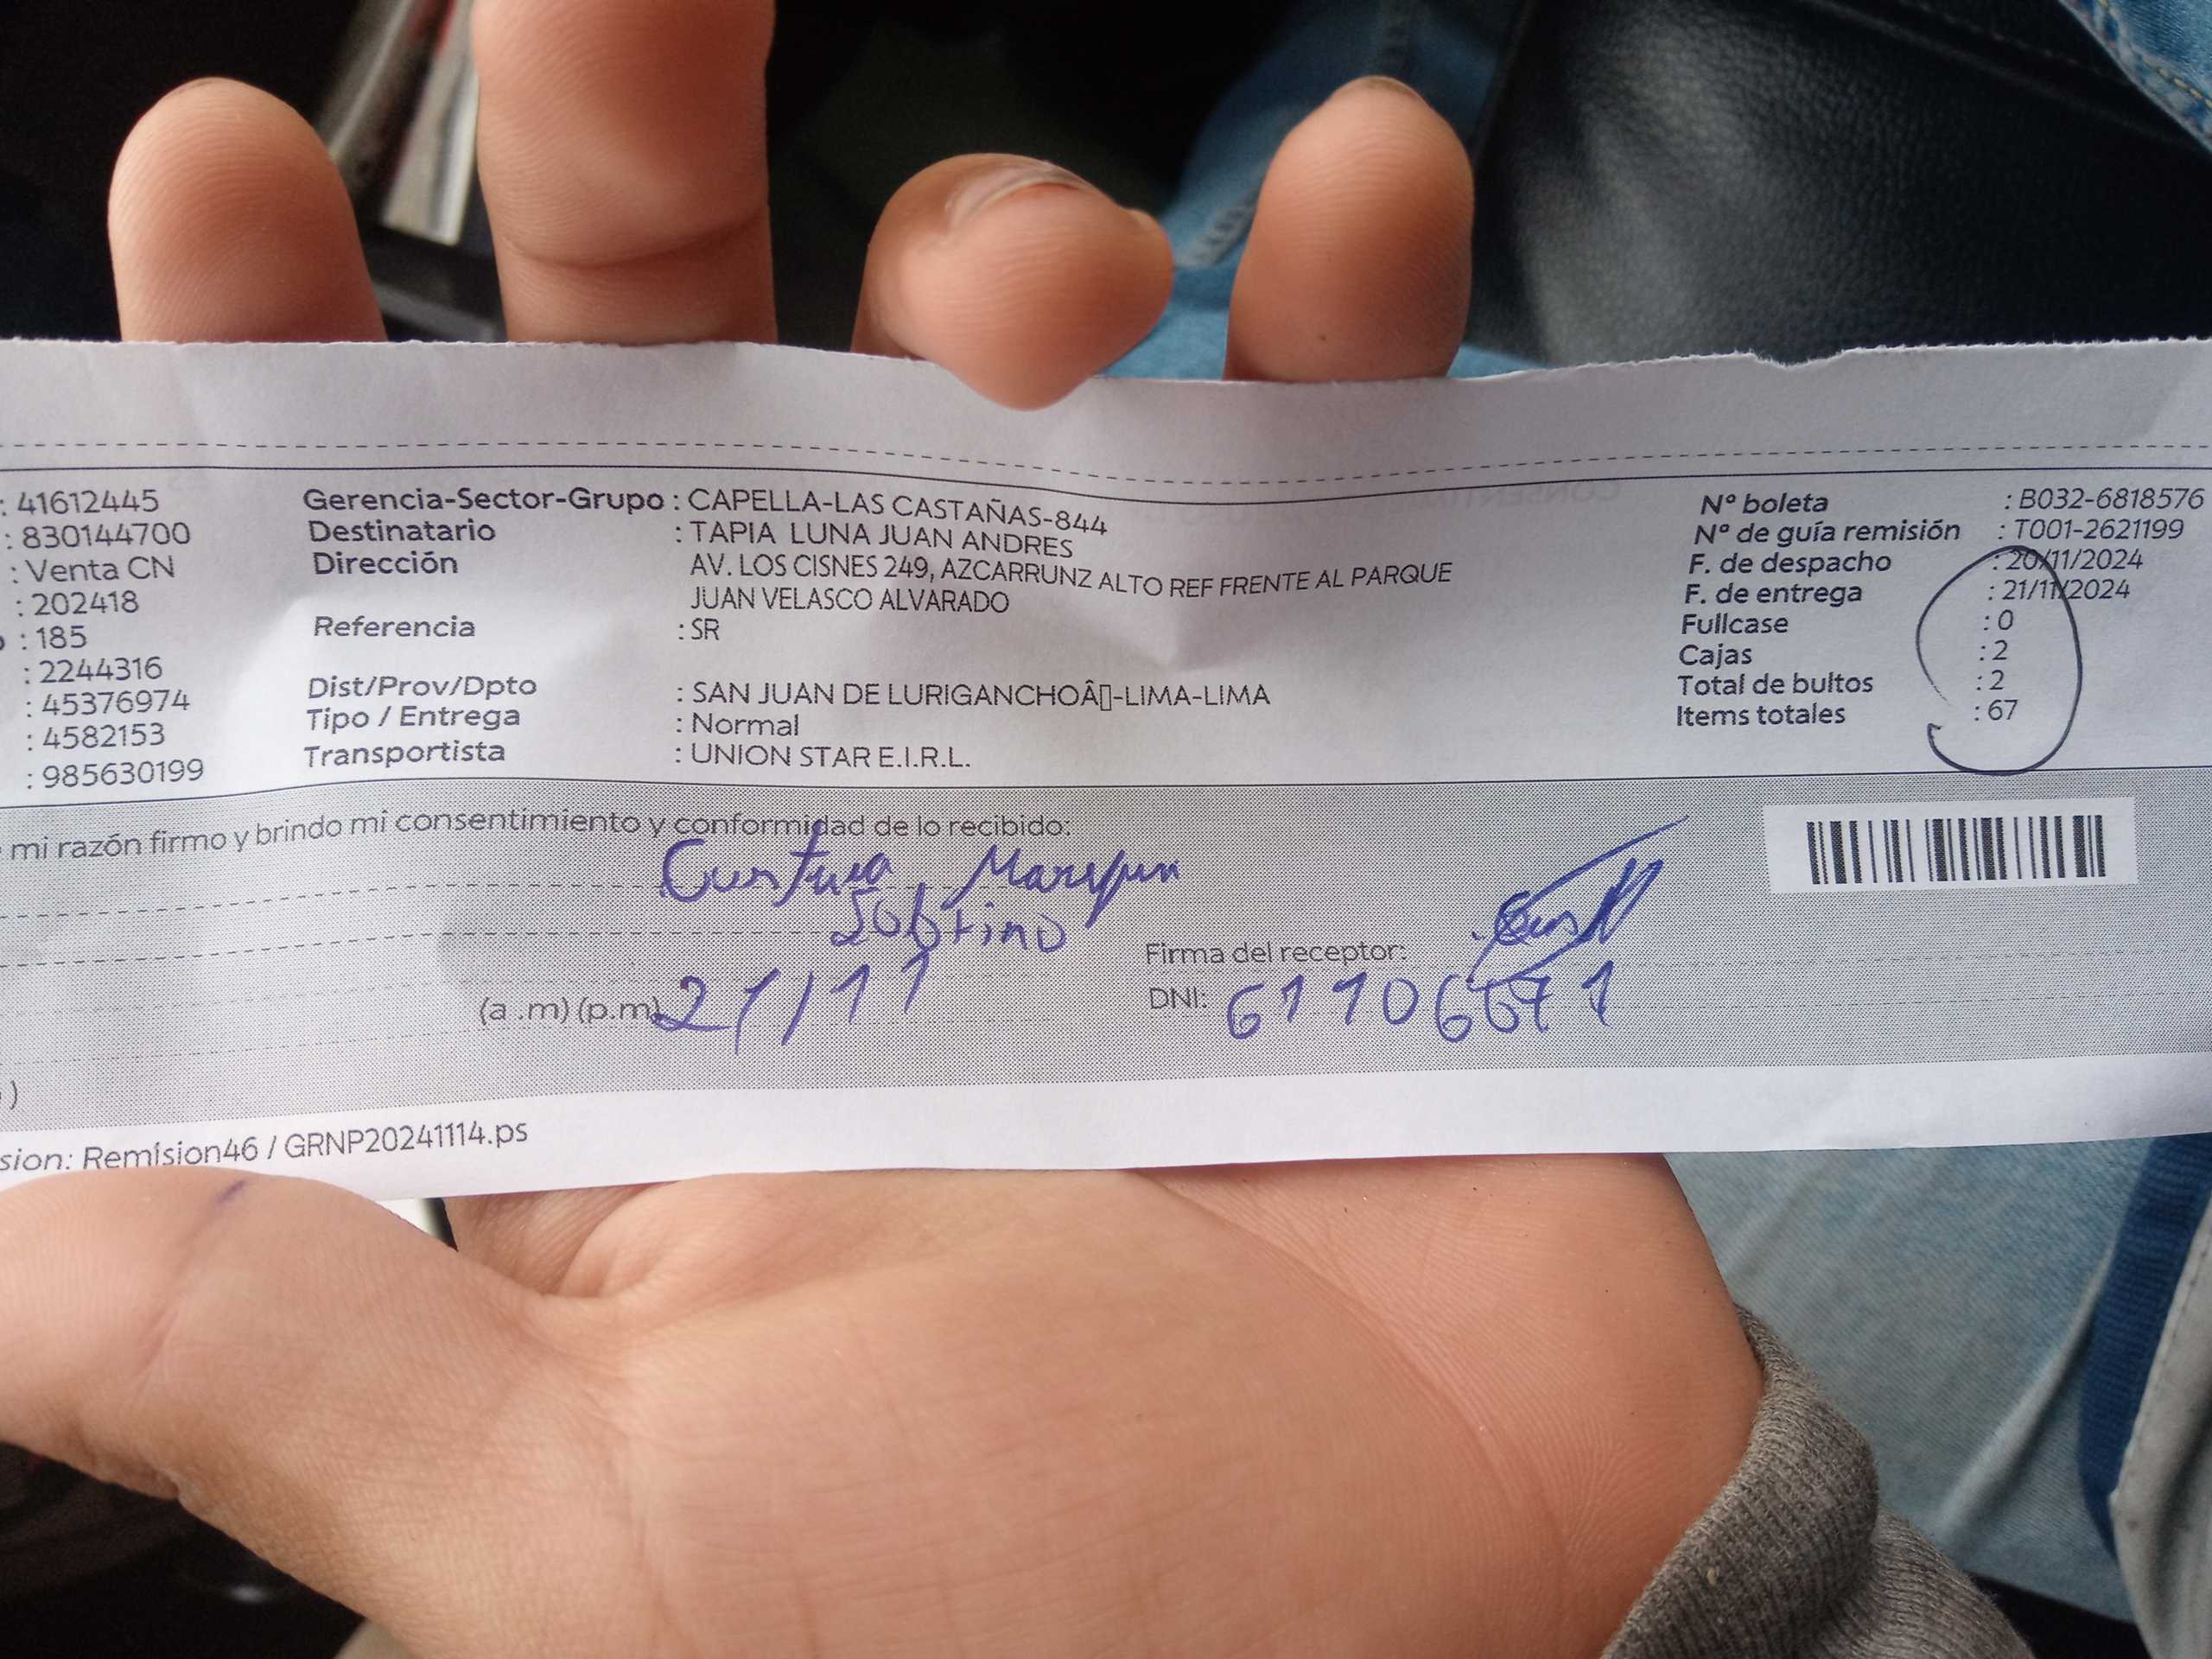 : 41612445
: 830144700
: Venta CN
: 202418
: 185
: 2244316
: 45376974
: 4582153
: 985630199
Gerencia-Sector-Grupo : CAPELLA-LAS CASTAÑAS-844
Destinatario : TAPIA LUNA JUAN ANDRES
Dirección AV. LOS CISNES 249, AZCARRUNZ ALTO REF FRENTE AL PARQUE
JUAN VELASCO ALVARADO
Referencia : SR
Dist/Prov/Dpto : SAN JUAN DE LURIGANCHOÂ▯-LIMA-LIMA
Tipo / Entrega : Normal
Transportista : UNION STAR E.I.R.L.
Nº boleta : B032-6818576
Nº de guía remisión : T001-2621199
F. de despacho : 20/11/2024
F. de entrega : 21/11/2024
Fullcase : 0
Cajas : 2
Total de bultos : 2
Items totales : 67
mi razón firmo y brindo mi consentimiento y conformidad de lo recibido:
Firma del receptor:
(a .m) (p.m) 21/11
DNI:
)
sion: Remísion46 / GRNP20241114.ps